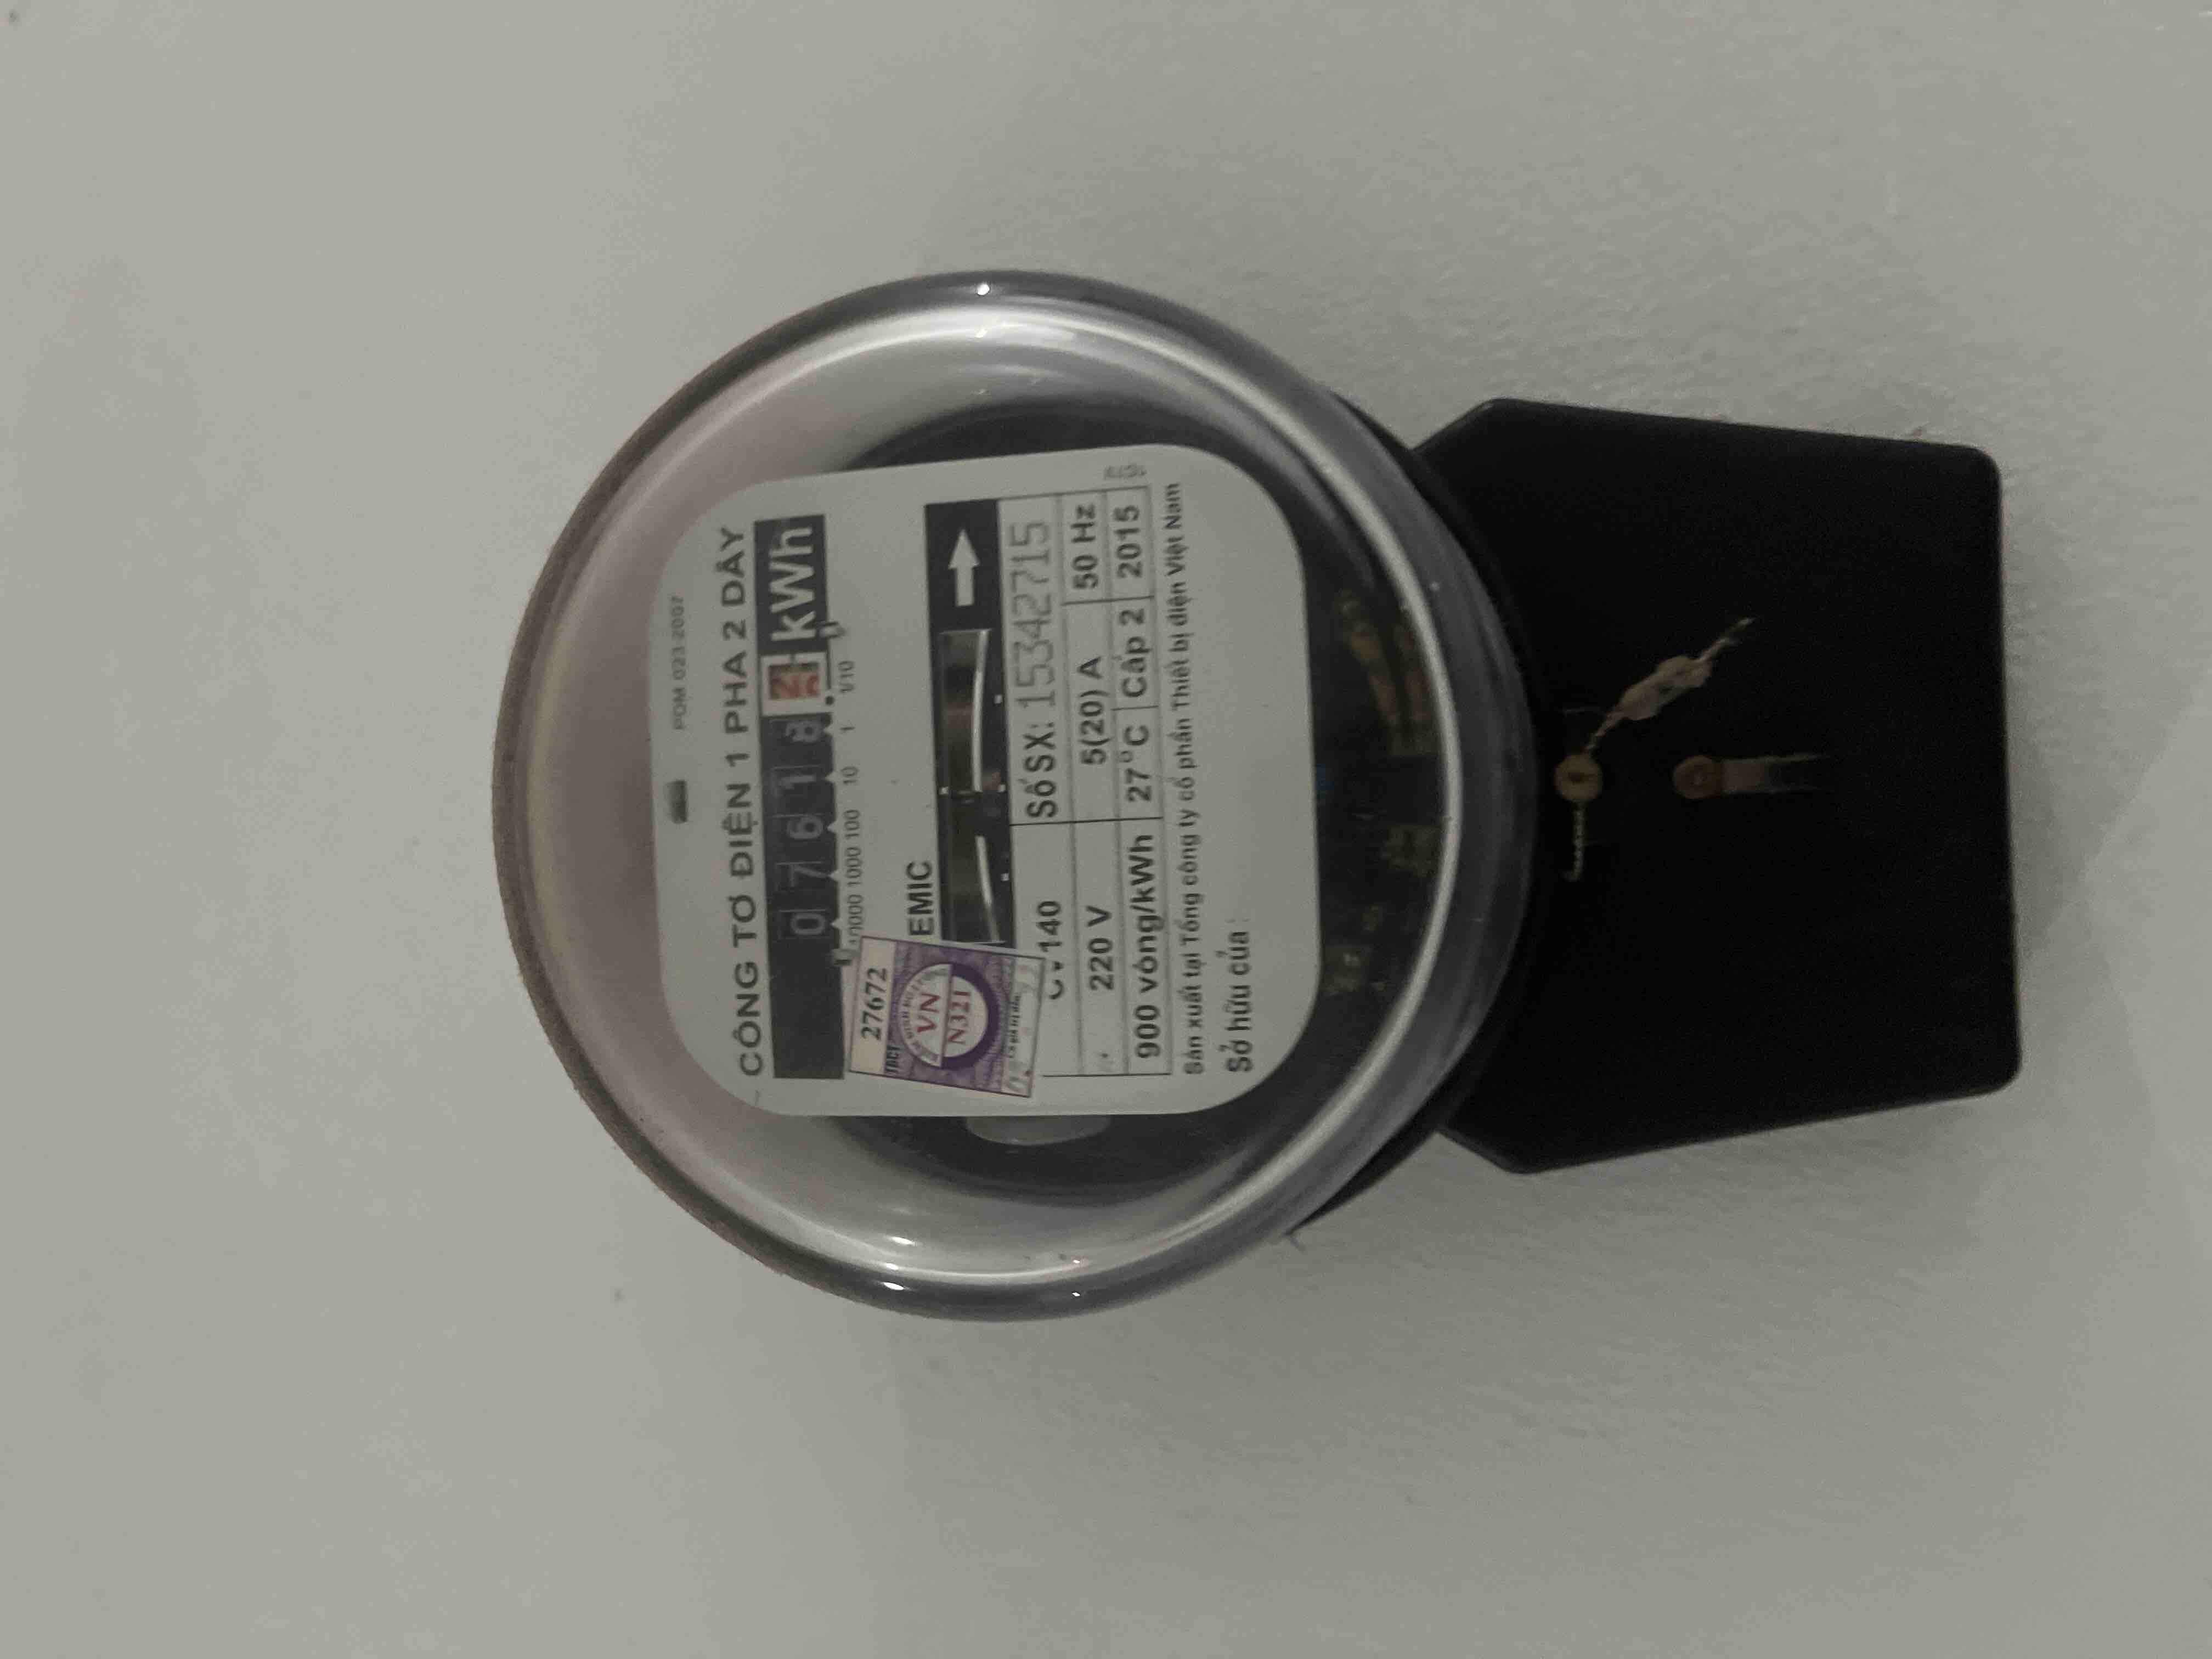 PDM 023-2007
CÔNG TƠ ĐIỆN 1 PHA 2 DÂY
0 7 6 1 8 2 kWh
10000 1000 100 10 1 1/10
27672
VN
N321
EMIC
140 Số SX: 15342715
220 V 5(20) A 50 Hz
900 vòng/kWh 27°C Cấp 2 2015
Sản xuất tại Tổng công ty cổ phần Thiết bị điện Việt Nam
Sở hữu của :